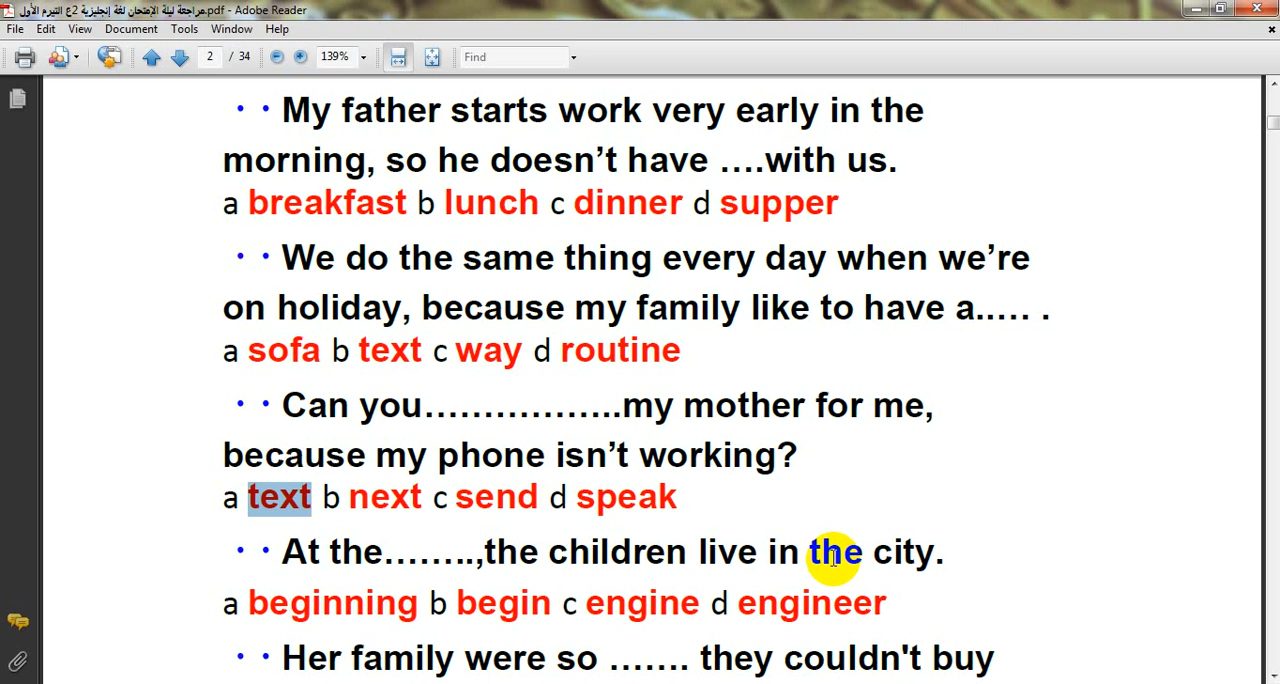 مراجعة ليلة الإمتحان لغة إنجليزية 2ع التيرم الأول.pdf - Adobe Reader
File Edit View Document Tools Window Help
2 / 34 139% Find
· · My father starts work very early in the
morning, so he doesn’t have ….with us.
a breakfast b lunch c dinner d supper
· · We do the same thing every day when we’re
on holiday, because my family like to have a..… .
a sofa b text c way d routine
· · Can you……………..my mother for me,
because my phone isn’t working?
a text b next c send d speak
· · At the……..,the children live in the city.
a beginning b begin c engine d engineer
· · Her family were so ……. they couldn't buy